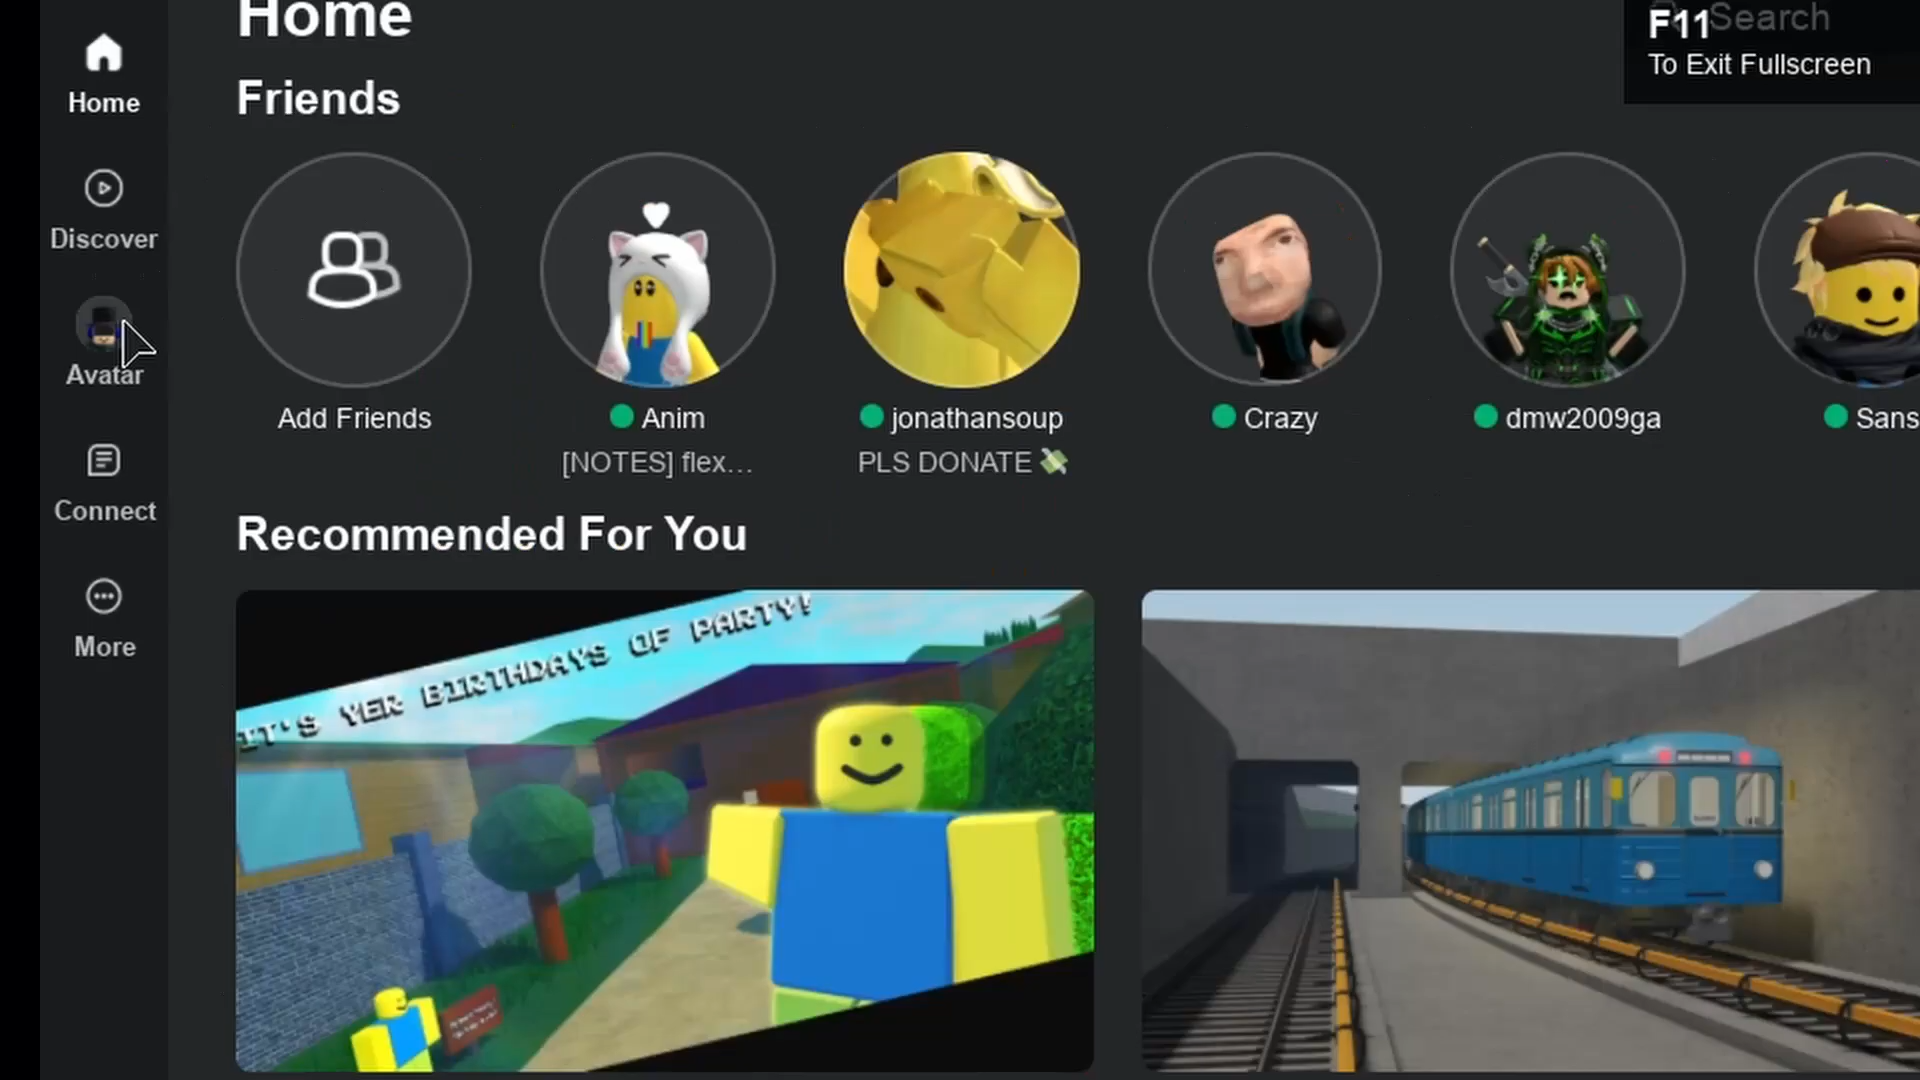 Home
Search
F11
To Exit Fullscreen
Home
Discover
Avatar
Connect
More
Friends
Add Friends
Anim
[NOTES] flex...
jonathansoup
PLS DONATE 💸
Crazy
dmw2009ga
Sans
Recommended For You
IT'S YER BIRTHDAYS OF PARTY!